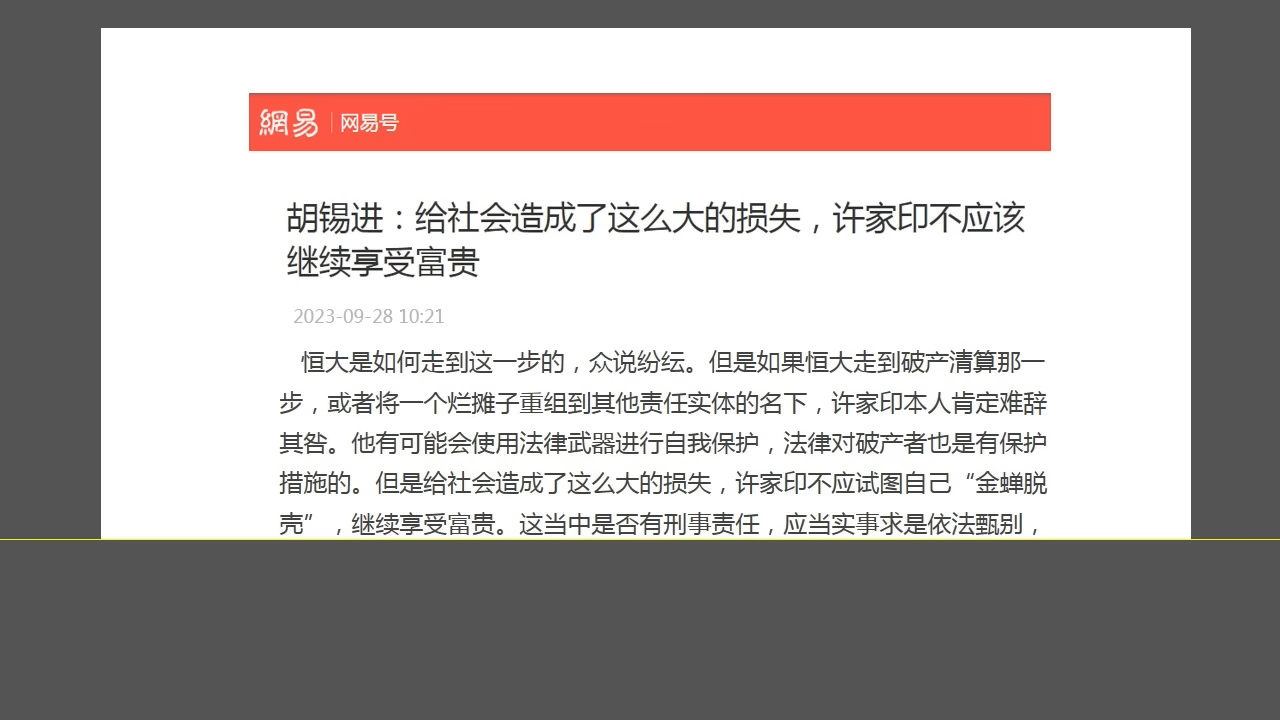 網易 | 网易号
胡锡进：给社会造成了这么大的损失，许家印不应该
继续享受富贵
2023-09-28 10:21
恒大是如何走到这一步的，众说纷纭。但是如果恒大走到破产清算那一
步，或者将一个烂摊子重组到其他责任实体的名下，许家印本人肯定难辞
其咎。他有可能会使用法律武器进行自我保护，法律对破产者也是有保护
措施的。但是给社会造成了这么大的损失，许家印不应试图自己“金蝉脱
壳”，继续享受富贵。这当中是否有刑事责任，应当实事求是依法甄别，